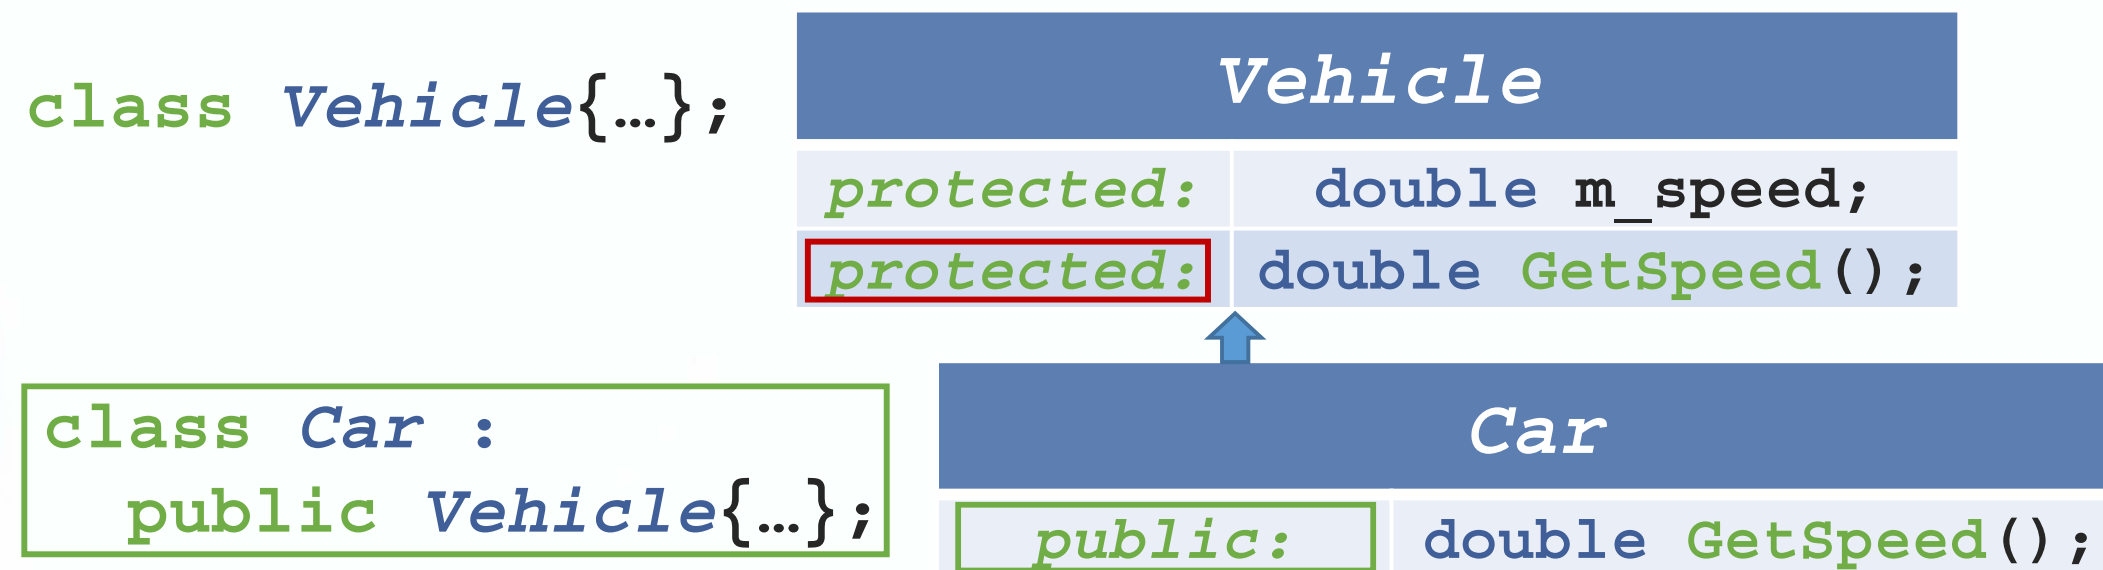 class Vehicle{…};
Vehicle
protected: double m_speed;
protected: double GetSpeed();
class Car :
public Vehicle{…};
Car
public: double GetSpeed();